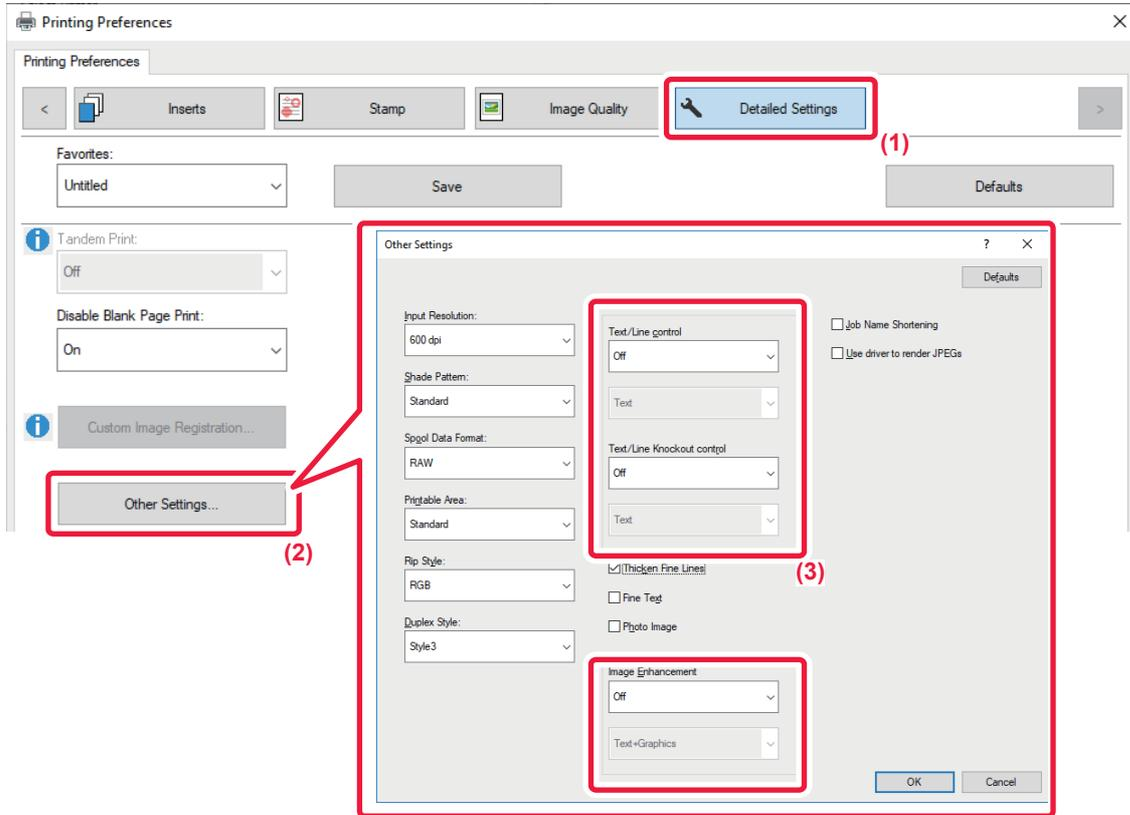 Printing Preferences
Printing Preferences
< Inserts Stamp Image Quality Detailed Settings >
(1)
Favorites:
Untitled Save Defaults
Tandem Print:
Off
Disable Blank Page Print:
On
Custom Image Registration...
Other Settings...
(2)
Other Settings ? ×
Defaults
Input Resolution:
600 dpi
Shade Pattern:
Standard
Spool Data Format:
RAW
Printable Area:
Standard
Rip Style:
RGB
Duplex Style:
Style3
Text/Line control
Off
Text
Text/Line Knockout control
Off
Text
(3)
Thicken Fine Lines
Fine Text
Photo Image
Image Enhancement
Off
Text+Graphics
Job Name Shortening
Use driver to render JPEGs
OK Cancel